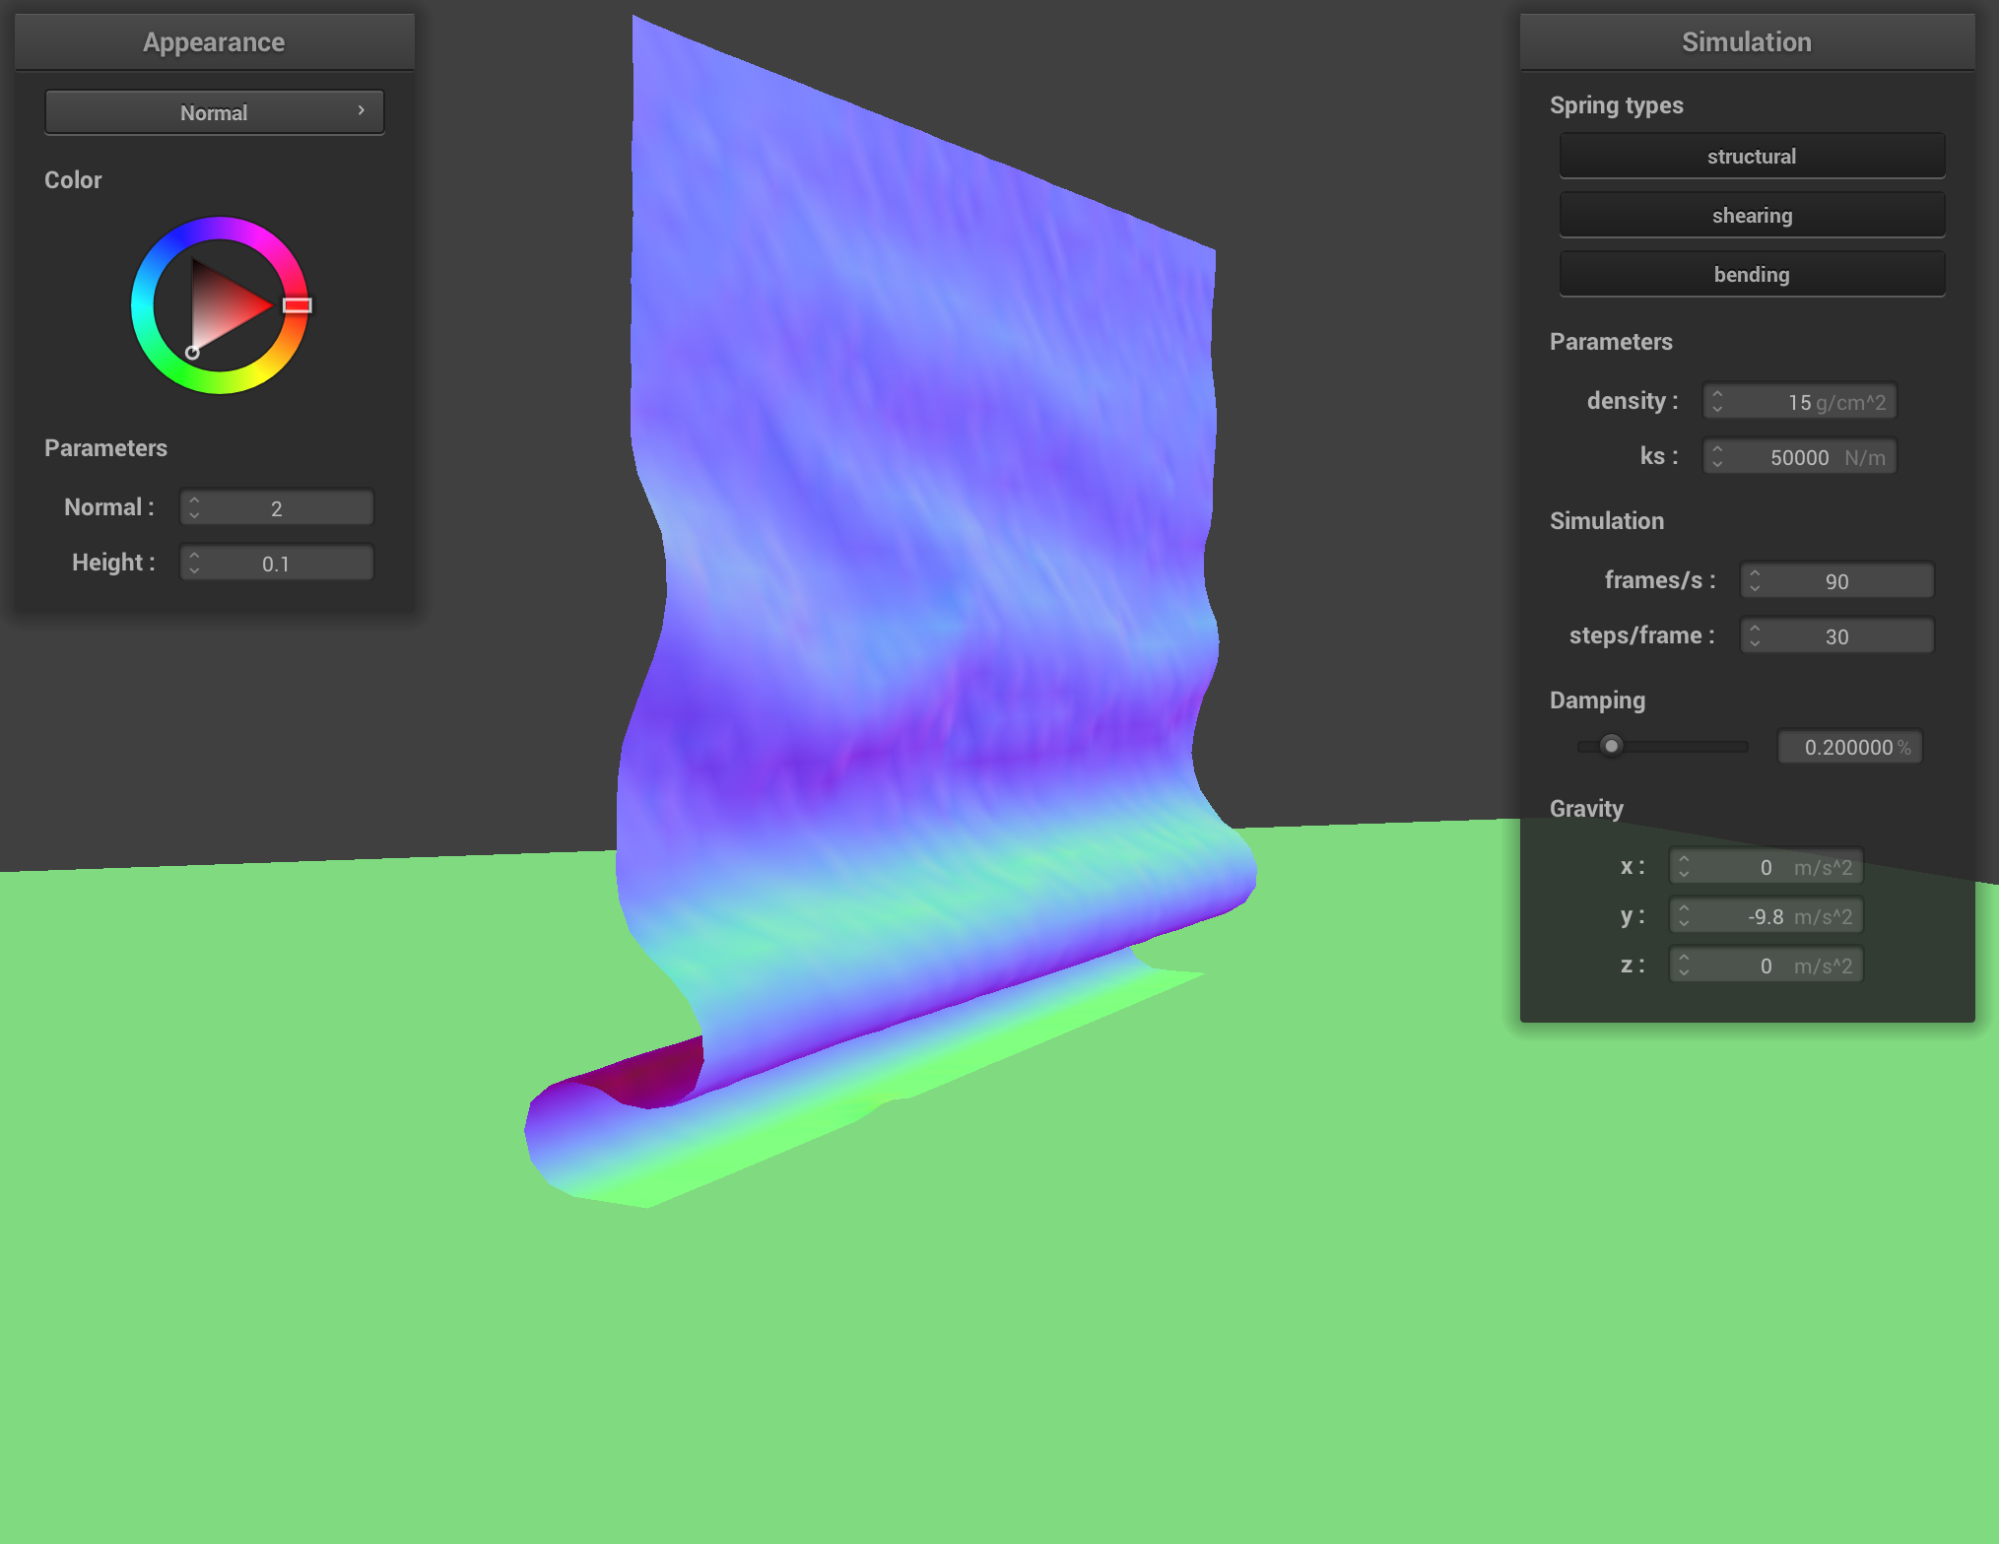 Appearance
Normal
Color
Parameters
Normal : 2
Height : 0.1
Simulation
Spring types
structural
shearing
bending
Parameters
density : 15 g/cm^2
ks : 50000 N/m
Simulation
frames/s : 90
steps/frame : 30
Damping
0.200000 %
Gravity
x : 0 m/s^2
y : -9.8 m/s^2
z : 0 m/s^2